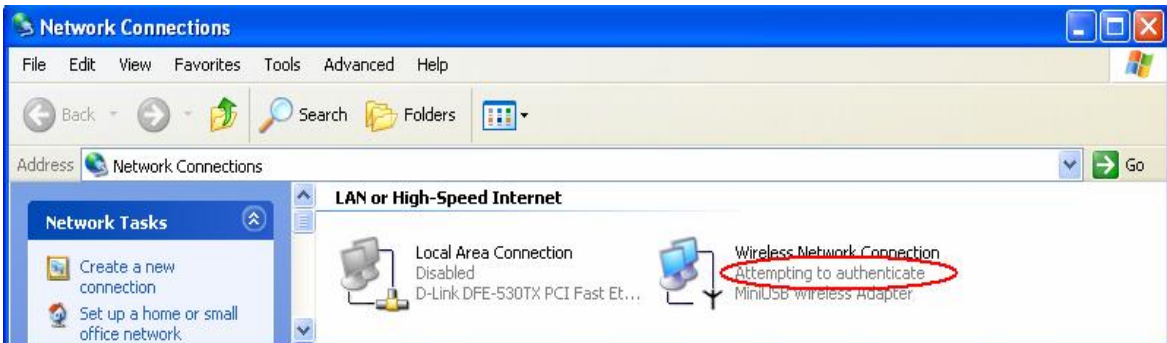 Network Connections
File Edit View Favorites Tools Advanced Help
Back Search Folders
Address Network Connections Go
LAN or High-Speed Internet
Network Tasks
Create a new
connection
Set up a home or small
office network
Local Area Connection
Disabled
D-Link DFE-530TX PCI Fast Et...
Wireless Network Connection
Attempting to authenticate
MiniUSB Wireless Adapter